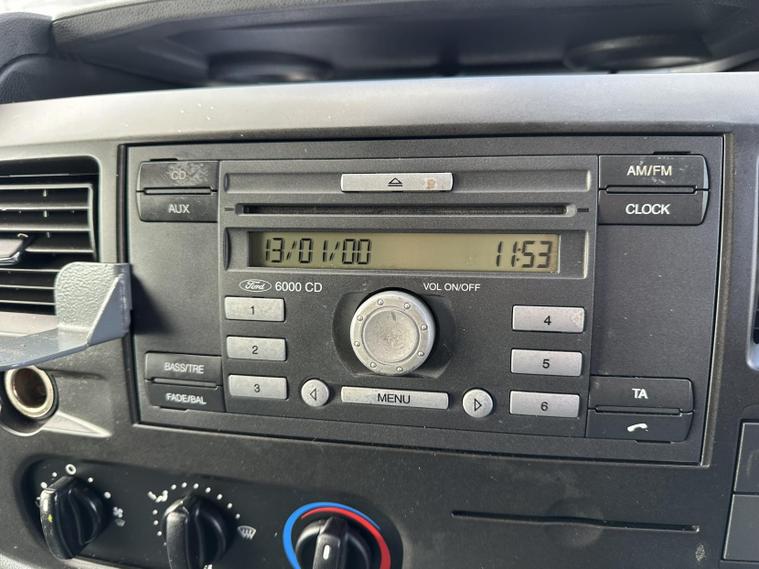 CD
AM/FM
AUX
CLOCK
13/01/00 11:53
Ford 6000 CD
VOL ON/OFF
1
4
2
5
BASS/TRE
3
MENU
6
TA
FADE/BAL